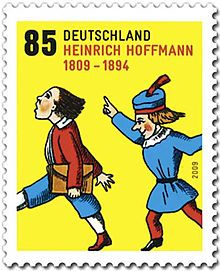 85 DEUTSCHLAND
HEINRICH HOFFMANN
1809 – 1894
2009